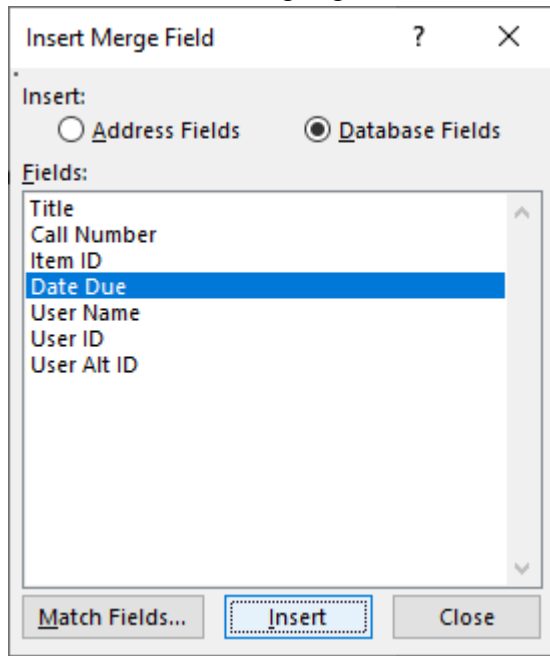 Insert Merge Field ? ×
Insert:
Address Fields Database Fields
Fields:
Title
Call Number
Item ID
Date Due
User Name
User ID
User Alt ID
Match Fields... Insert Close